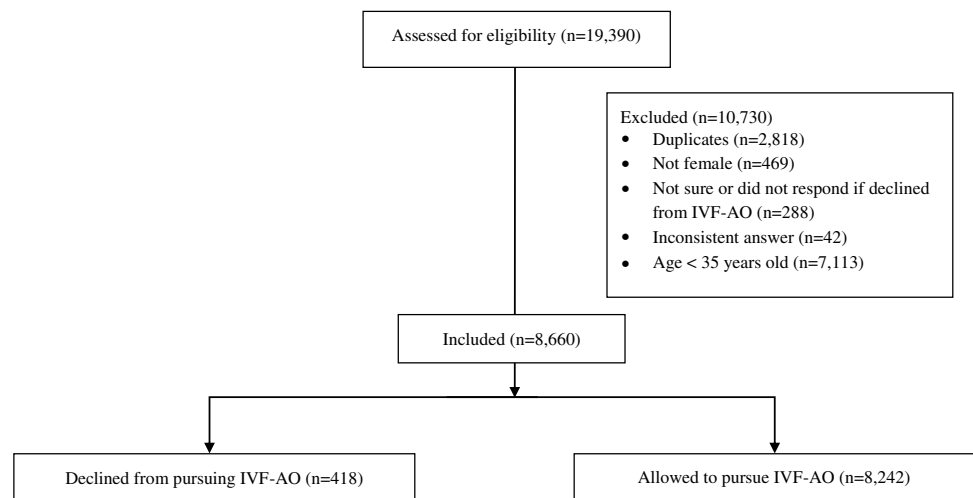 Assessed for eligibility (n=19,390)
Excluded (n=10,730)
• Duplicates (n=2,818)
• Not female (n=469)
• Not sure or did not respond if declined
from IVF-AO (n=288)
• Inconsistent answer (n=42)
• Age < 35 years old (n=7,113)
Included (n=8,660)
Declined from pursuing IVF-AO (n=418)
Allowed to pursue IVF-AO (n=8,242)